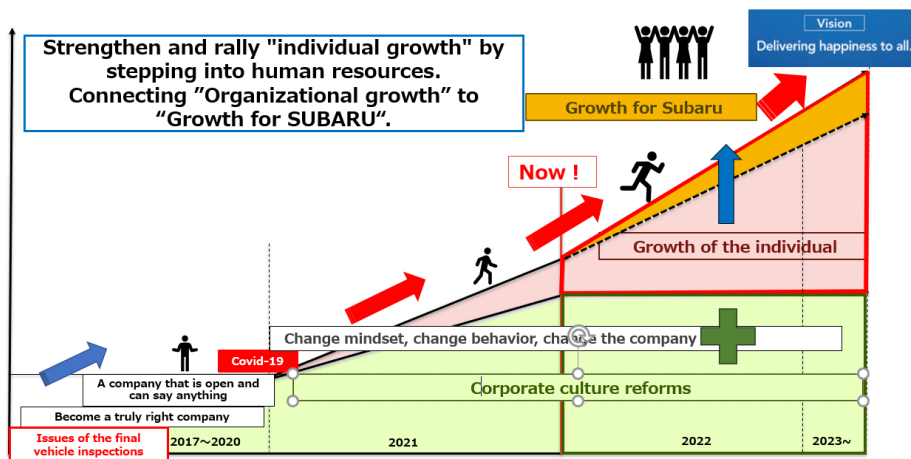 Vision
Delivering happiness to all.
Strengthen and rally "individual growth" by
stepping into human resources.
Connecting ”Organizational growth” to
“Growth for SUBARU“.
Growth for Subaru
Now !
Growth of the individual
Change mindset, change behavior, change the company
Covid-19
A company that is open and
can say anything
Corporate culture reforms
Become a truly right company
Issues of the final
vehicle inspections
2017～2020
2021
2022
2023~